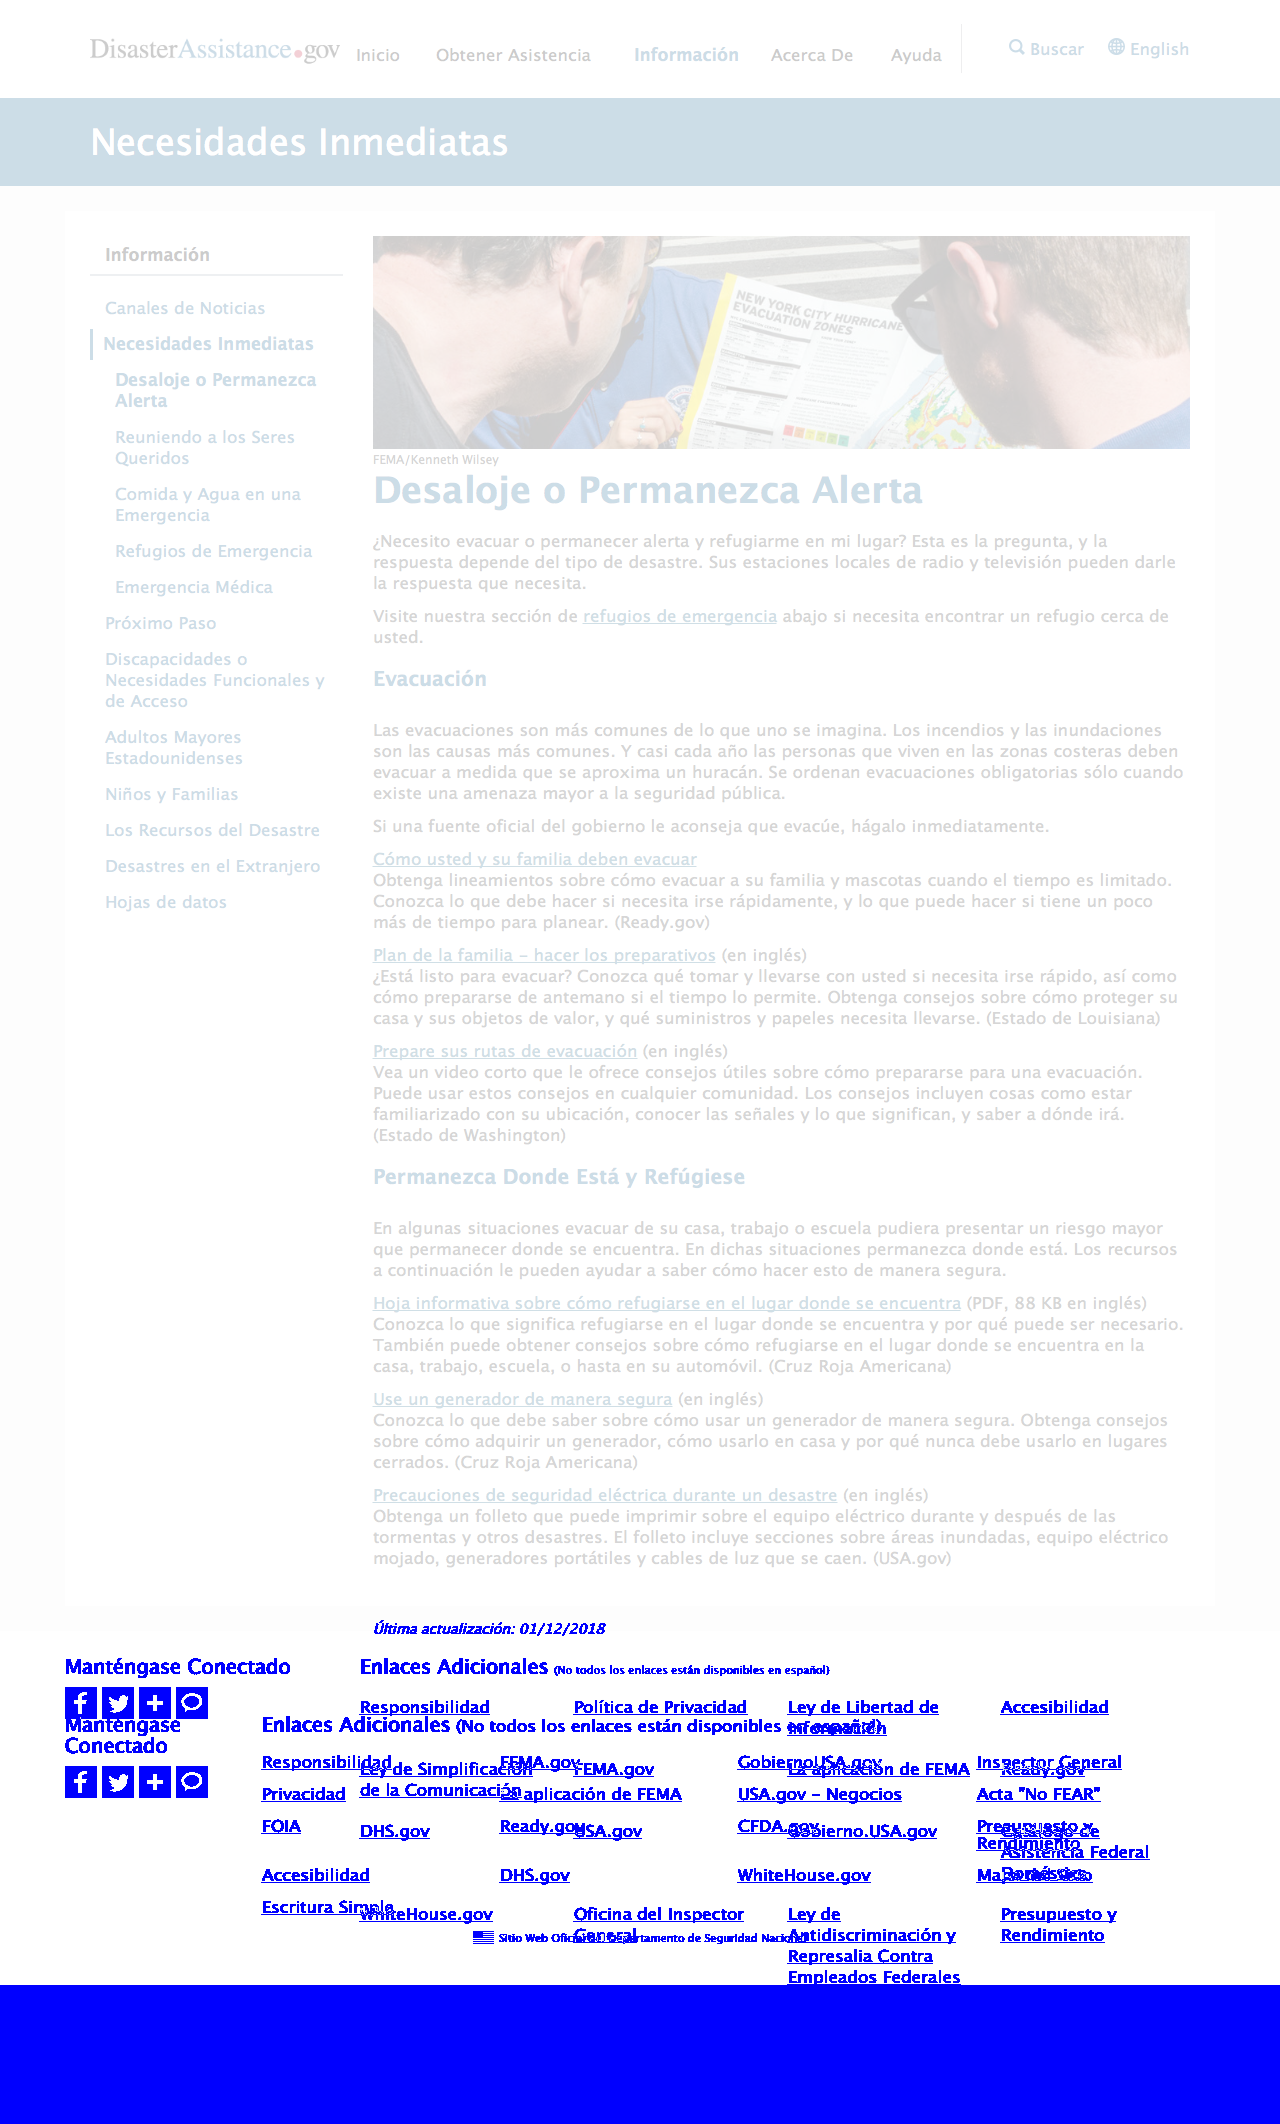 DisasterAssistance.gov Inicio Obtener Asistencia Información Acerca De Ayuda Buscar English
Necesidades Inmediatas
Información
Canales de Noticias
Necesidades Inmediatas
Desaloje o Permanezca
Alerta
Reuniendo a los Seres
Queridos
Comida y Agua en una
Emergencia
Refugios de Emergencia
Emergencia Médica
Próximo Paso
Discapacidades o
Necesidades Funcionales y
de Acceso
Adultos Mayores
Estadounidenses
Niños y Familias
Los Recursos del Desastre
Desastres en el Extranjero
Hojas de datos
NEW YORK CITY HURRICANE
EVACUATION ZONES
FEMA/Kenneth Wilsey
Desaloje o Permanezca Alerta
¿Necesito evacuar o permanecer alerta y refugiarme en mi lugar? Esta es la pregunta, y la
respuesta depende del tipo de desastre. Sus estaciones locales de radio y televisión pueden darle
la respuesta que necesita.
Visite nuestra sección de refugios de emergencia abajo si necesita encontrar un refugio cerca de
usted.
Evacuación
Las evacuaciones son más comunes de lo que uno se imagina. Los incendios y las inundaciones
son las causas más comunes. Y casi cada año las personas que viven en las zonas costeras deben
evacuar a medida que se aproxima un huracán. Se ordenan evacuaciones obligatorias sólo cuando
existe una amenaza mayor a la seguridad pública.
Si una fuente oficial del gobierno le aconseja que evacúe, hágalo inmediatamente.
Cómo usted y su familia deben evacuar
Obtenga lineamientos sobre cómo evacuar a su familia y mascotas cuando el tiempo es limitado.
Conozca lo que debe hacer si necesita irse rápidamente, y lo que puede hacer si tiene un poco
más de tiempo para planear. (Ready.gov)
Plan de la familia – hacer los preparativos (en inglés)
¿Está listo para evacuar? Conozca qué tomar y llevarse con usted si necesita irse rápido, así como
cómo prepararse de antemano si el tiempo lo permite. Obtenga consejos sobre cómo proteger su
casa y sus objetos de valor, y qué suministros y papeles necesita llevarse. (Estado de Louisiana)
Prepare sus rutas de evacuación (en inglés)
Vea un video corto que le ofrece consejos útiles sobre cómo prepararse para una evacuación.
Puede usar estos consejos en cualquier comunidad. Los consejos incluyen cosas como estar
familiarizado con su ubicación, conocer las señales y lo que significan, y saber a dónde irá.
(Estado de Washington)
Permanezca Donde Está y Refúgiese
En algunas situaciones evacuar de su casa, trabajo o escuela pudiera presentar un riesgo mayor
que permanecer donde se encuentra. En dichas situaciones permanezca donde está. Los recursos
a continuación le pueden ayudar a saber cómo hacer esto de manera segura.
Hoja informativa sobre cómo refugiarse en el lugar donde se encuentra (PDF, 88 KB en inglés)
Conozca lo que significa refugiarse en el lugar donde se encuentra y por qué puede ser necesario.
También puede obtener consejos sobre cómo refugiarse en el lugar donde se encuentra en la
casa, trabajo, escuela, o hasta en su automóvil. (Cruz Roja Americana)
Use un generador de manera segura (en inglés)
Conozca lo que debe saber sobre cómo usar un generador de manera segura. Obtenga consejos
sobre cómo adquirir un generador, cómo usarlo en casa y por qué nunca debe usarlo en lugares
cerrados. (Cruz Roja Americana)
Precauciones de seguridad eléctrica durante un desastre (en inglés)
Obtenga un folleto que puede imprimir sobre el equipo eléctrico durante y después de las
tormentas y otros desastres. El folleto incluye secciones sobre áreas inundadas, equipo eléctrico
mojado, generadores portátiles y cables de luz que se caen. (USA.gov)
Última actualización: 01/12/2018
Manténgase Conectado
Enlaces Adicionales (No todos los enlaces están disponibles en español)
Responsibilidad Política de Privacidad Ley de Libertad de Accesibilidad
Información
Manténgase
Conectado
Enlaces Adicionales (No todos los enlaces están disponibles en español)
Responsibilidad FEMA.gov GobiernoUSA.gov Inspector General
Ley de Simplificación FEMA.gov La aplicación de FEMA Ready.gov
de la Comunicación
Privacidad La aplicación de FEMA USA.gov – Negocios Acta "No FEAR"
FOIA Ready.gov CFDA.gov Presupuesto y
Rendimiento
DHS.gov USA.gov Gobierno.USA.gov Catálogo de
Asistencia Federal
Doméstica
Accesibilidad DHS.gov WhiteHouse.gov Mapa del Sitio
Escritura Simple
WhiteHouse.gov Oficina del Inspector Ley de Presupuesto y
General Antidiscriminación y Rendimiento
Represalia Contra
Empleados Federales
Sitio Web Oficial del Departamento de Seguridad Nacional